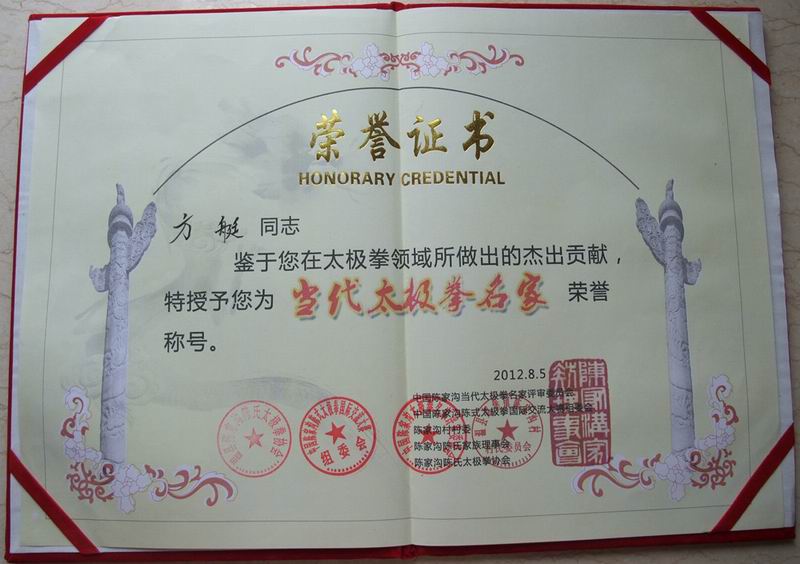 荣誉证书
HONORARY CREDENTIAL
方艇 同志
鉴于您在太极拳领域所做出的杰出贡献，
特授予您为 当代太极拳名家 荣誉
称号。
2012.8.5
中国陈家沟当代太极拳名家评审委员会
中国陈家沟陈式太极拳国际交流大赛组委会
陈家沟村村委
陈家沟陈氏家族理事会
陈家沟陈氏太极拳协会
组委会